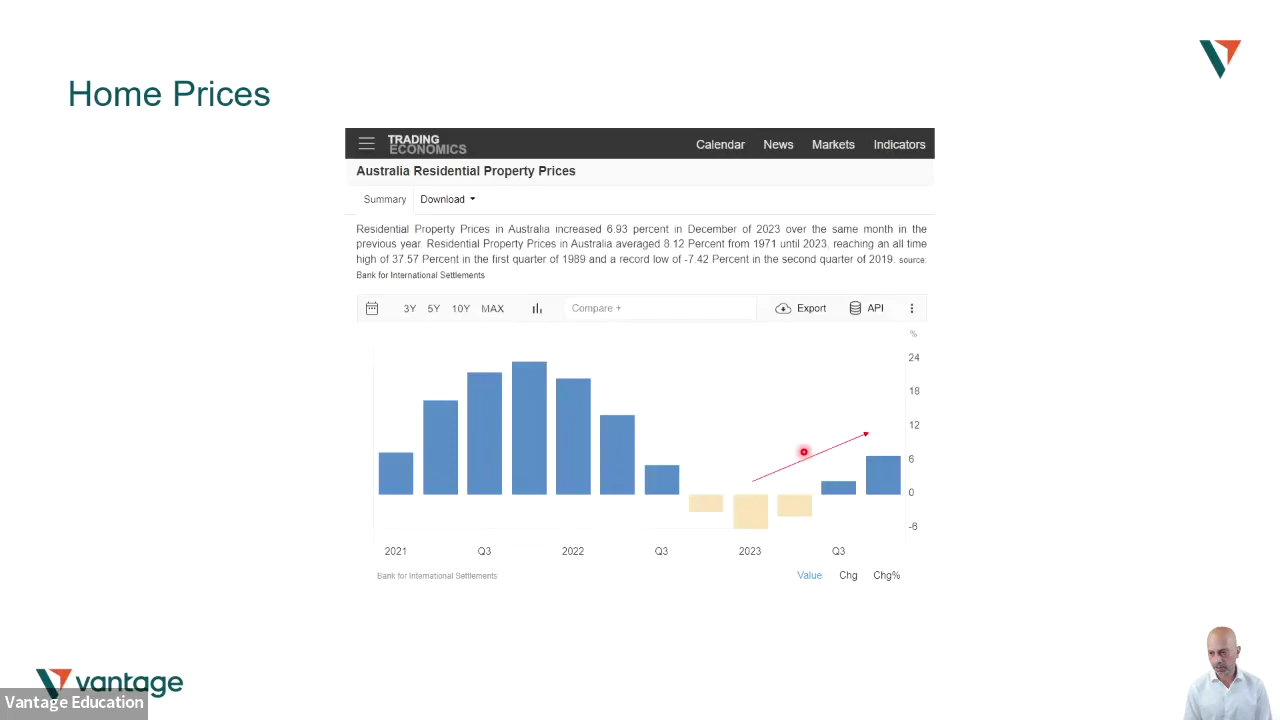 Home Prices
TRADING
ECONOMICS
Calendar News Markets Indicators
Australia Residential Property Prices
Summary Download
Residential Property Prices in Australia increased 6.93 percent in December of 2023 over the same month in the
previous year. Residential Property Prices in Australia averaged 8.12 Percent from 1971 until 2023, reaching an all time
high of 37.57 Percent in the first quarter of 1989 and a record low of -7.42 Percent in the second quarter of 2019. source:
Bank for International Settlements
3Y 5Y 10Y MAX Compare + Export API
%
24
18
12
6
0
-6
2021 Q3 2022 Q3 2023 Q3
Bank for International Settlements
Value Chg Chg%
vantage
Vantage Education